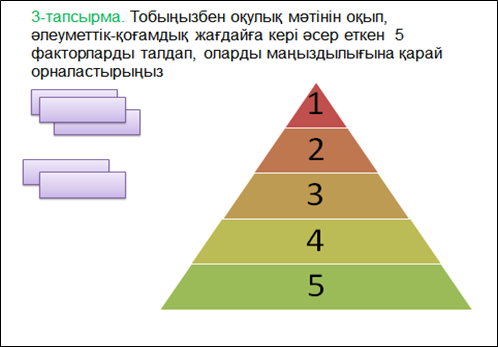 3-тапсырма. Тобыңызбен оқулық мәтінін оқып,
әлеуметтік-қоғамдық жағдайға кері әсер еткен 5
факторларды талдап, оларды маңыздыпығына қарай
орналастырыңыз
1
2
3
4
5